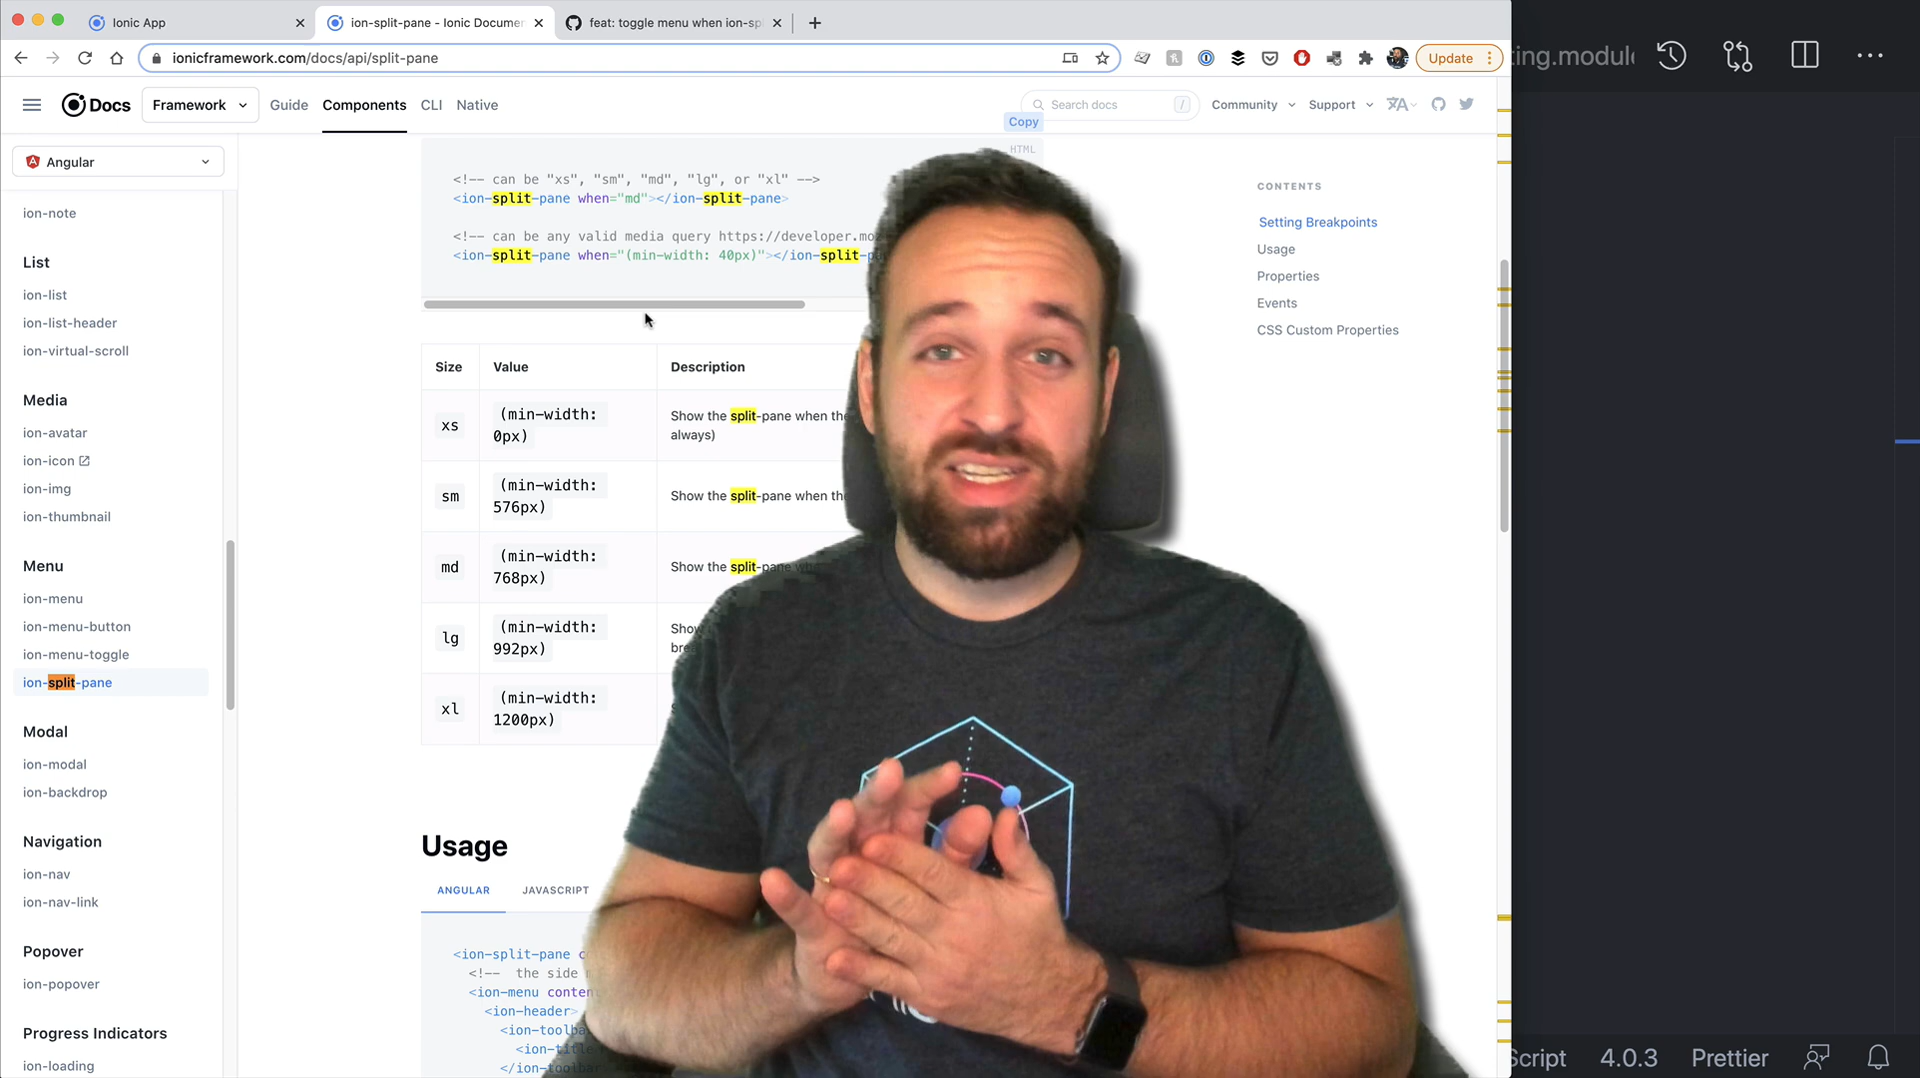 Ionic App
ion-split-pane - Ionic Documen
feat: toggle menu when ion-sp
ionicframework.com/docs/api/split-pane
Update
ting.modul
Docs
Framework
Guide
Components
CLI
Native
Search docs
/
Community
Support
Copy
Angular
HTML
ion-note
List
ion-list
ion-list-header
ion-virtual-scroll
Media
ion-avatar
ion-icon
ion-img
ion-thumbnail
Menu
ion-menu
ion-menu-button
ion-menu-toggle
ion-split-pane
Modal
ion-modal
ion-backdrop
Navigation
ion-nav
ion-nav-link
Popover
ion-popover
Progress Indicators
ion-loading
<!-- can be "xs", "sm", "md", "lg", or "xl" -->
<ion-split-pane when="md"></ion-split-pane>
<!-- can be any valid media query https://developer.moz
<ion-split-pane when="(min-width: 40px)"></ion-split-p
Size Value Description
xs (min-width: 0px) Show the split-pane when the always)
sm (min-width: 576px) Show the split-pane when the
md (min-width: 768px) Show the split-pane
lg (min-width: 992px) Show
xl (min-width: 1200px)
Usage
ANGULAR JAVASCRIPT
<ion-split-pane c
<!-- the side
<ion-menu conten
<ion-header>
<ion-toolba
<ion-title
</ion-toolbar
CONTENTS
Setting Breakpoints
Usage
Properties
Events
CSS Custom Properties
Script 4.0.3 Prettier